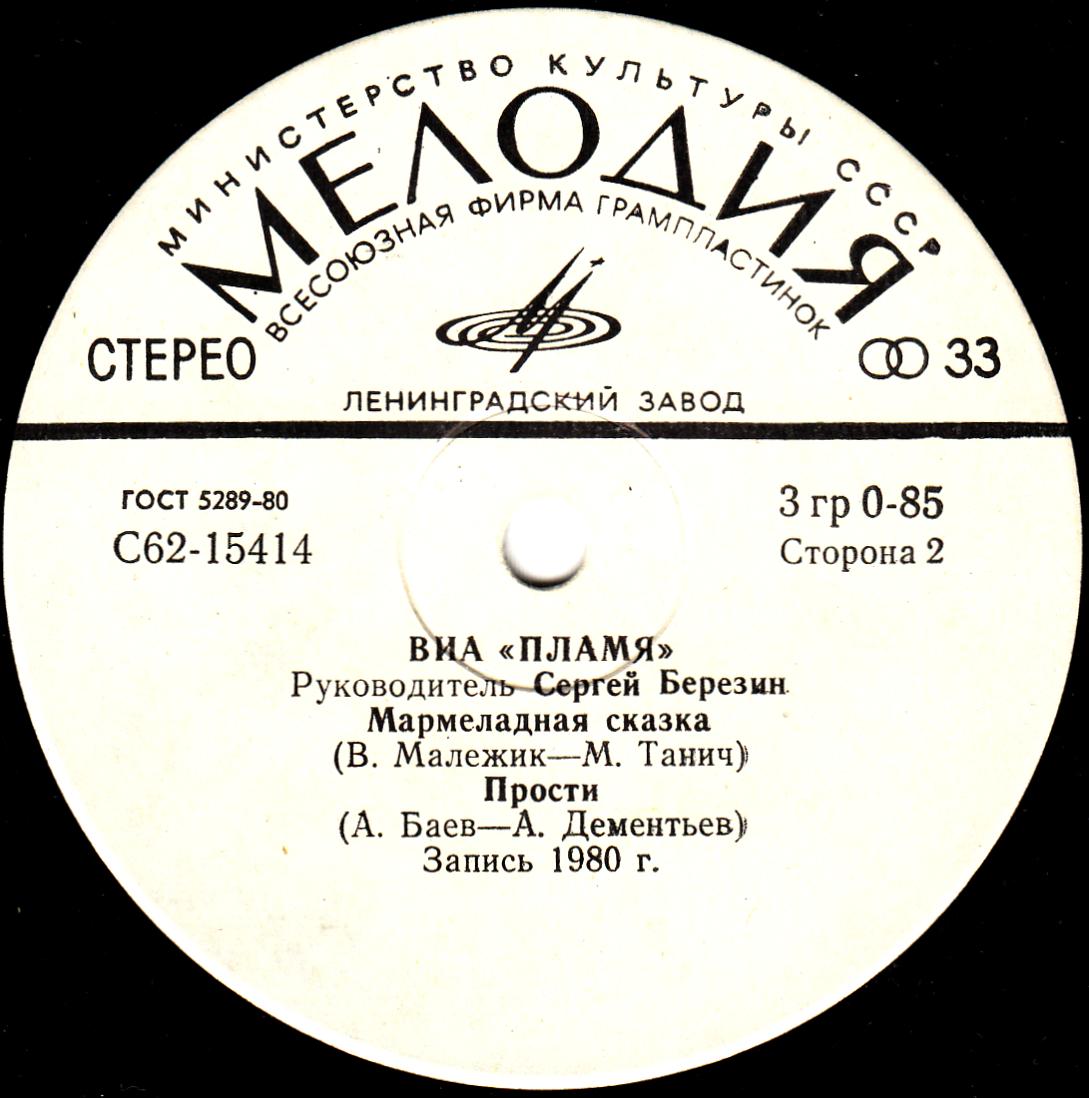 МИНИСТЕРСТВО КУЛЬТУРЫ СССР
МЕЛОДИЯ
ВСЕСОЮЗНАЯ ФИРМА ГРАМПЛАСТИНОК
СТЕРЕО
33
ЛЕНИНГРАДСКИЙ ЗАВОД
ГОСТ 5289-80
3 гр 0-85
С62-15414
Сторона 2
ВИА «ПЛАМЯ»
Руководитель Сергей Березин
Мармеладная сказка
(В. Малежик—М. Танич)
Прости
(А. Баев—А. Дементьев)
Запись 1980 г.